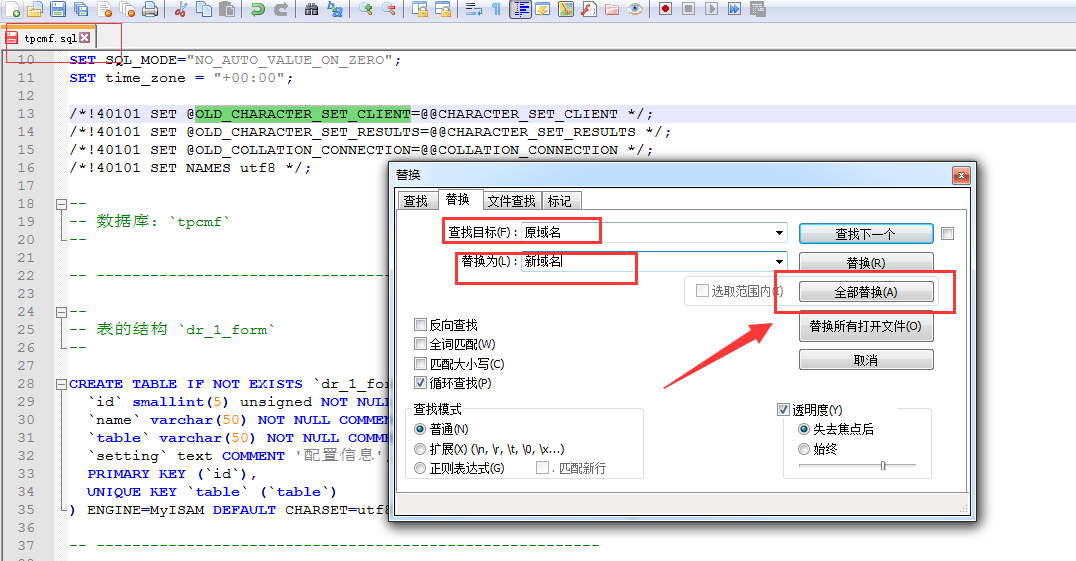 tpcmf.sql
10 SET SQL_MODE="NO_AUTO_VALUE_ON_ZERO";
11 SET time_zone = "+00:00";
12
13 /*!40101 SET @OLD_CHARACTER_SET_CLIENT=@@CHARACTER_SET_CLIENT */;
14 /*!40101 SET @OLD_CHARACTER_SET_RESULTS=@@CHARACTER_SET_RESULTS */;
15 /*!40101 SET @OLD_COLLATION_CONNECTION=@@COLLATION_CONNECTION */;
16 /*!40101 SET NAMES utf8 */;
17
18 --
19 -- 数据库: `tpcmf`
20 --
21
22 -- --------------------------------
23
24 --
25 -- 表的结构 `dr_1_form`
26 --
27
28 CREATE TABLE IF NOT EXISTS `dr_1_fo
29 `id` smallint(5) unsigned NOT NUL
30 `name` varchar(50) NOT NULL COMME
31 `table` varchar(50) NOT NULL COMM
32 `setting` text COMMENT '配置信息'
33 PRIMARY KEY (`id`),
34 UNIQUE KEY `table` (`table`)
35 ) ENGINE=MyISAM DEFAULT CHARSET=utf8
36
37 -- --------------------------------------------------------
替换
查找 替换 文件查找 标记
查找目标(F): 原域名 查找下一个
替换为(L): 新域名 替换(R)
选取范围内(I) 全部替换(A)
替换所有打开文件(O)
取消
反向查找
全词匹配(W)
匹配大小写(C)
循环查找(P)
查找模式
普通(N)
扩展(X) (\n, \r, \t, \0, \x...)
正则表达式(G) . 匹配新行
透明度(Y)
失去焦点后
始终